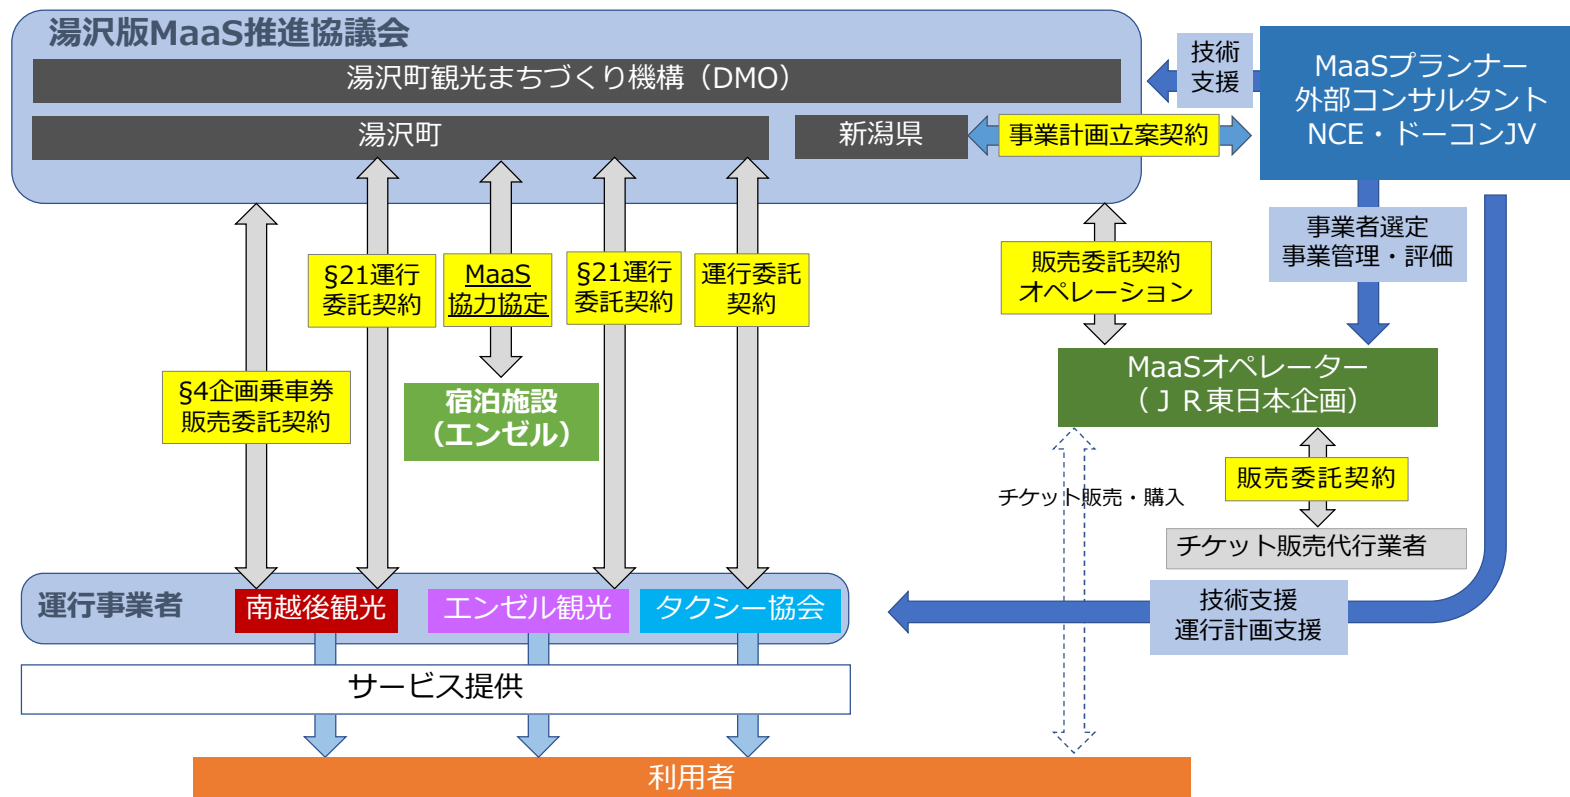 湯沢版MaaS推進協議会
湯沢町観光まちづくり機構（DMO）
湯沢町
新潟県
事業計画立案契約
技術
支援
MaaSプランナー
外部コンサルタント
NCE・ドーコンJV
事業者選定
事業管理・評価
§21運行
委託契約
MaaS
協力協定
§21運行
委託契約
運行委託
契約
販売委託契約
オペレーション
§4企画乗車券
販売委託契約
宿泊施設
（エンゼル）
MaaSオペレーター
（ＪＲ東日本企画）
販売委託契約
チケット販売・購入
チケット販売代行業者
運行事業者
南越後観光
エンゼル観光
タクシー協会
技術支援
運行計画支援
サービス提供
利用者